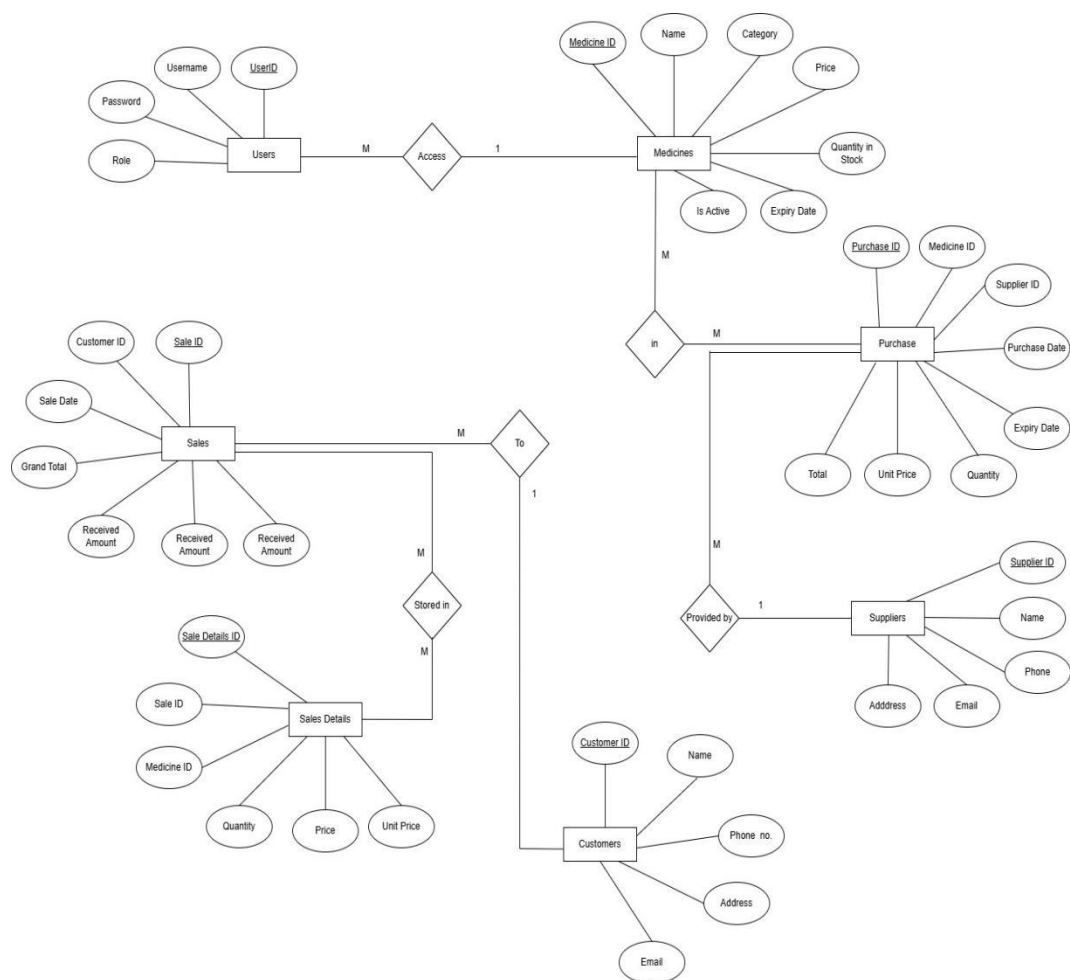 Medicine ID
Name
Category
Price
Quantity in
Stock
Expiry Date
Is Active
Medicines
Username
UserID
Password
Role
Users
M
Access
1
M
in
M
Purchase ID
Medicine ID
Supplier ID
Purchase Date
Expiry Date
Quantity
Unit Price
Total
Purchase
Customer ID
Sale ID
Sale Date
Grand Total
Received
Amount
Received
Amount
Received
Amount
Sales
M
To
1
M
Stored in
M
M
Provided by
1
Supplier ID
Name
Phone
Email
Adddress
Suppliers
Sale Details ID
Sale ID
Medicine ID
Quantity
Price
Unit Price
Sales Details
Customer ID
Name
Phone no.
Address
Email
Customers